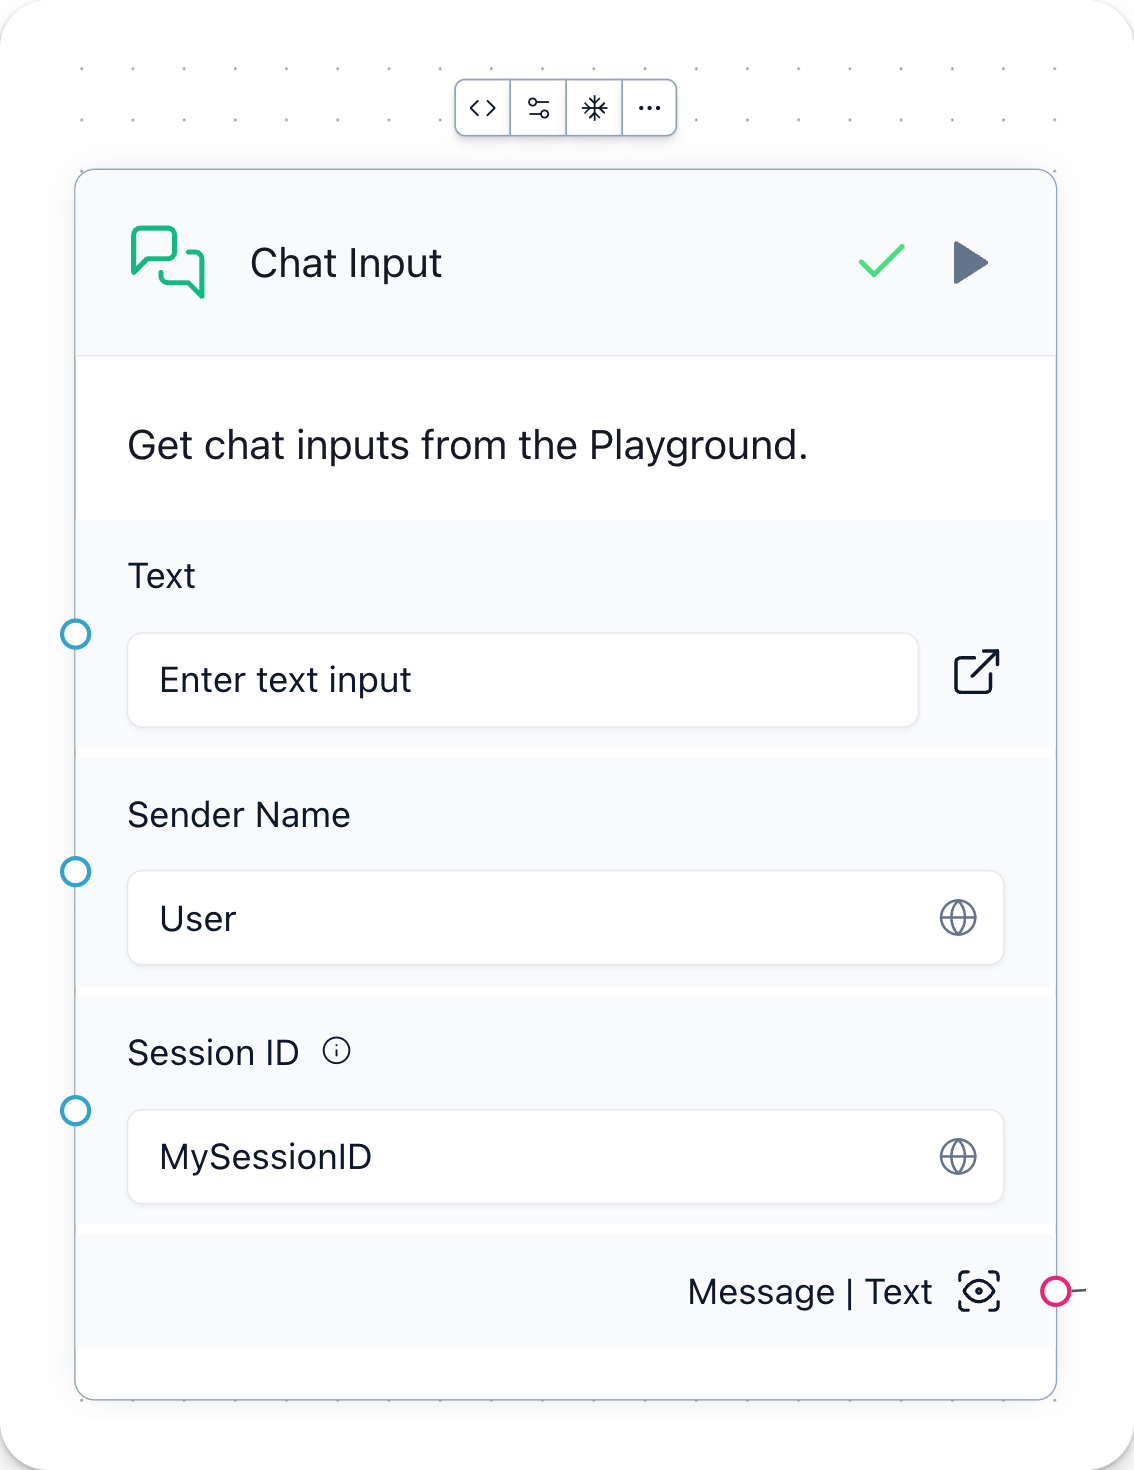 Chat Input
Get chat inputs from the Playground.
Text
Enter text input
Sender Name
User
Session ID
MySessionID
Message | Text